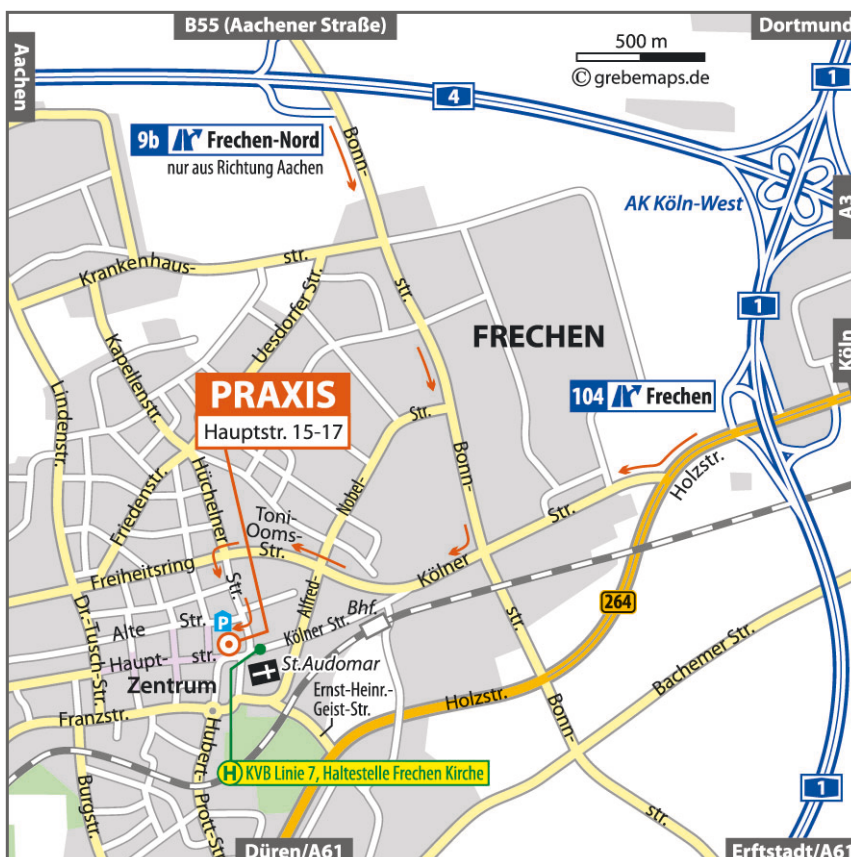 B55 (Aachener Straße)
Dortmund
Aachen
500 m
© grebemaps.de
1
4
9b Frechen-Nord
nur aus Richtung Aachen
Bonn-
str.
AK Köln-West
A3
Krankenhaus-
str.
Uesdorfer Str.
1
Köln
FRECHEN
Kapellenstr.
Lindenstr.
PRAXIS
Hauptstr. 15-17
104 Frechen
Str.
Nobel-
Alfred-
Bonn-
str.
Holzstr.
Hüchelner
Str.
Friedenstr.
Toni-
Ooms-
Str.
Str.
Kölner
Freiheitsring
264
Dr.-Tusch-Str.
Alte
Str.
P
Kölner Str.
Bhf.
Haupt-
str.
St.Audomar
Zentrum
Ernst-Heinr.-
Geist-Str.
Bachemer Str.
Franzstr.
Holzstr.
Bonn-
str.
Hubert-Prott-Str.
H KVB Linie 7, Haltestelle Frechen Kirche
1
Burgstr.
Düren/A61
Erftstadt/A61